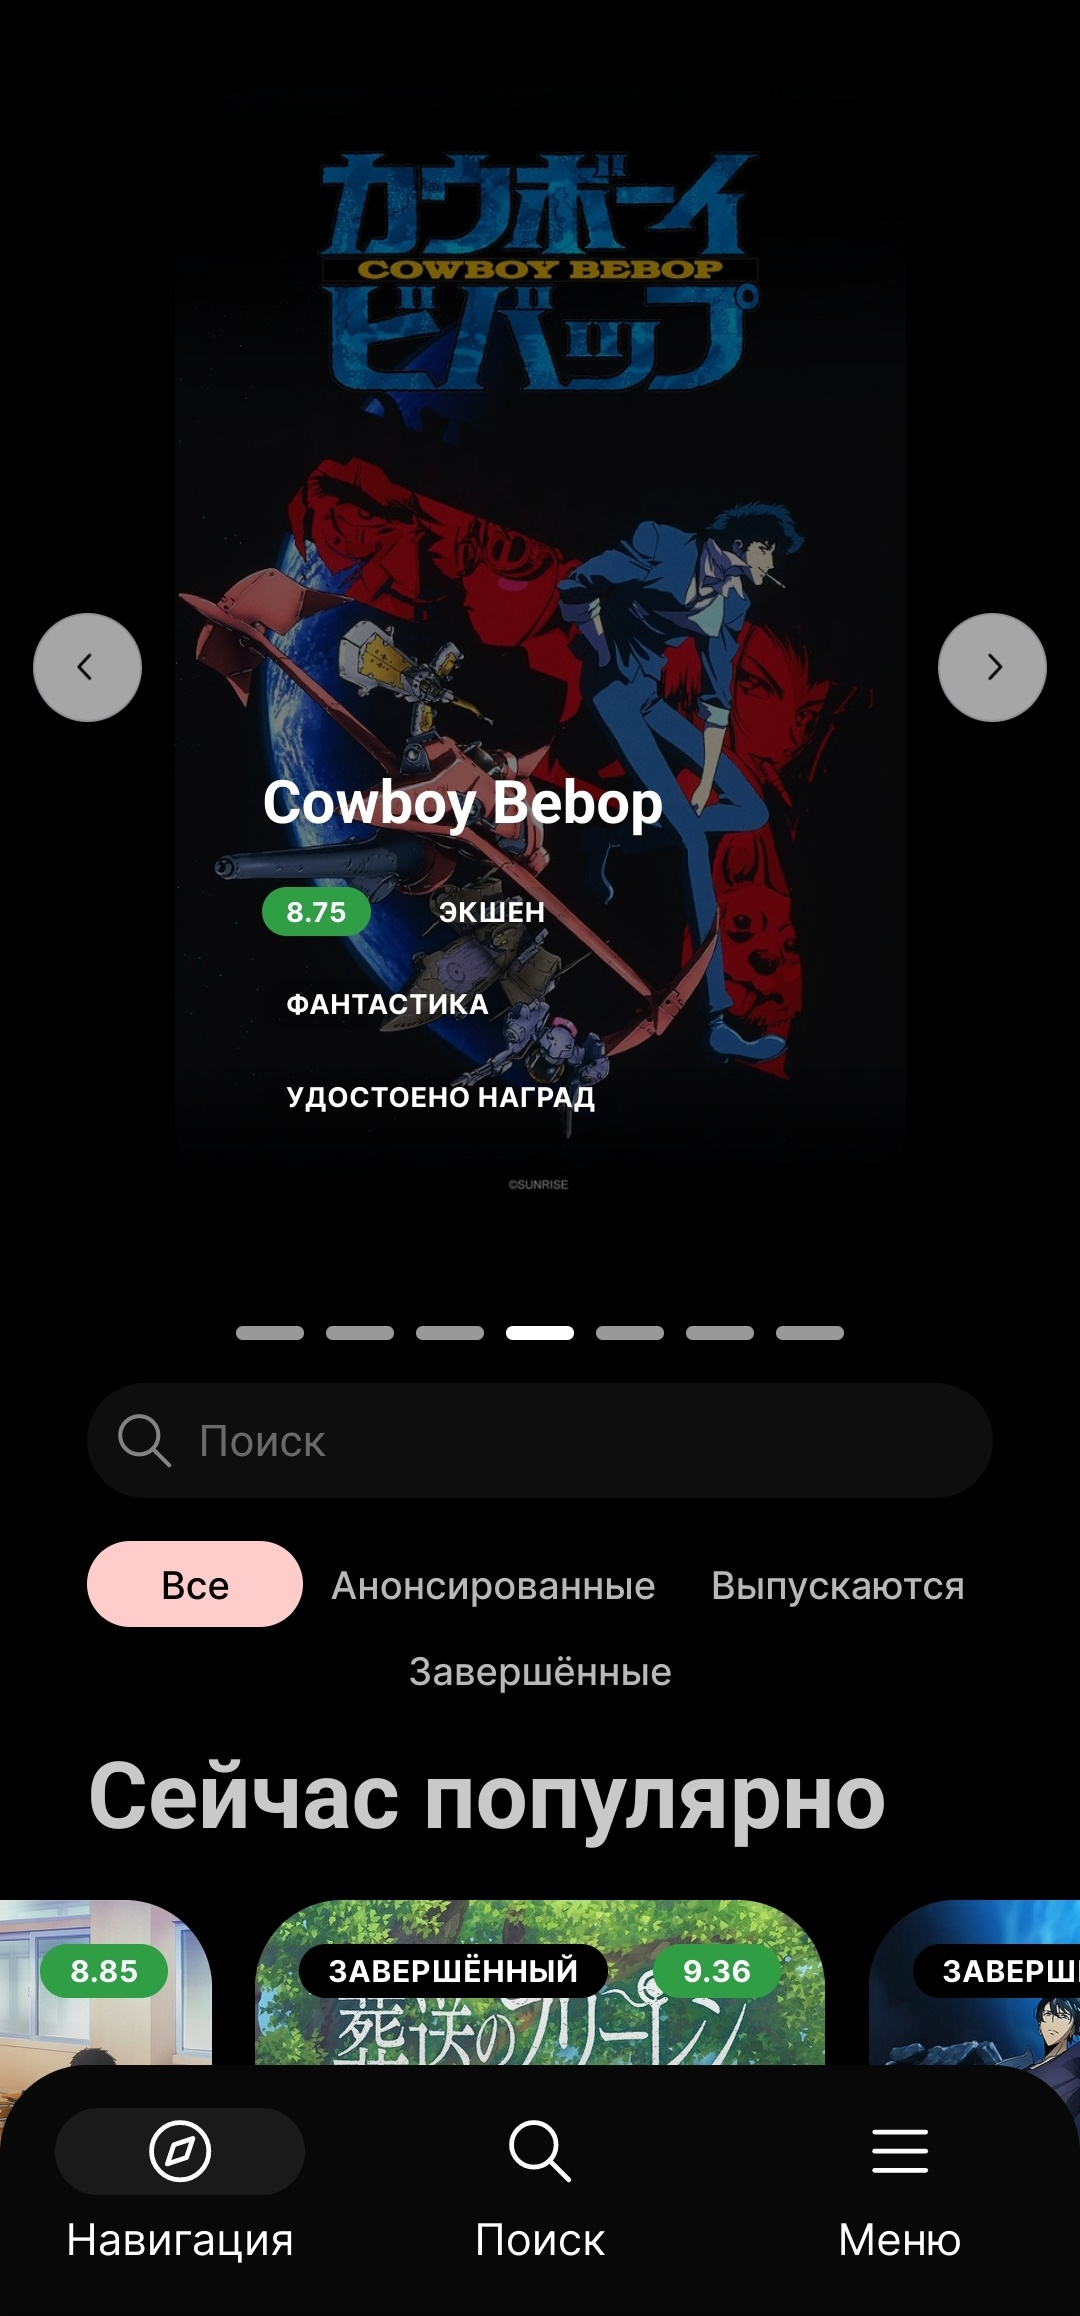 カウボーイ
COWBOY BEBOP
ビバップ
Cowboy Bebop
8.75 ЭКШЕН
ФАНТАСТИКА
УДОСТОЕНО НАГРАД
©SUNRISE
Поиск
Все Анонсированные Выпускаются
Завершённые
Сейчас популярно
8.85 ЗАВЕРШЁННЫЙ 9.36 ЗАВЕРШ
葬送のフリーレン
Навигация Поиск Меню